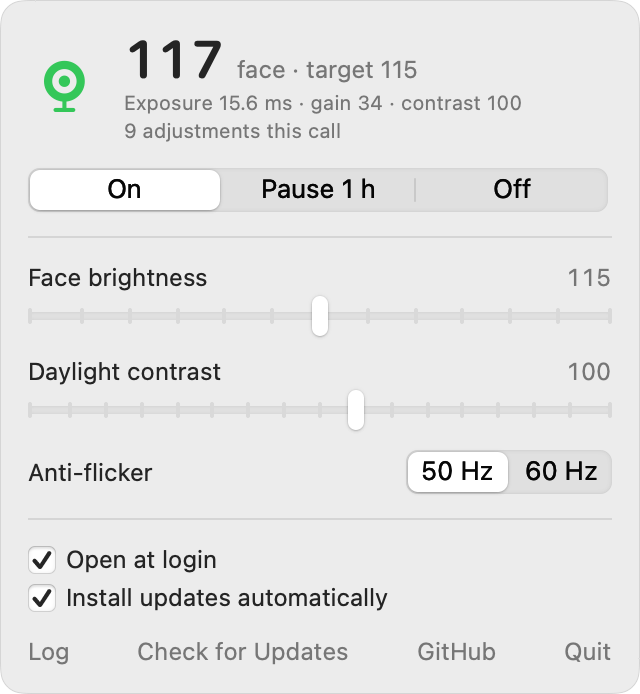 117 face · target 115
Exposure 15.6 ms · gain 34 · contrast 100
9 adjustments this call
On Pause 1 h Off
Face brightness 115
Daylight contrast 100
Anti-flicker 50 Hz 60 Hz
Open at login
Install updates automatically
Log Check for Updates GitHub Quit